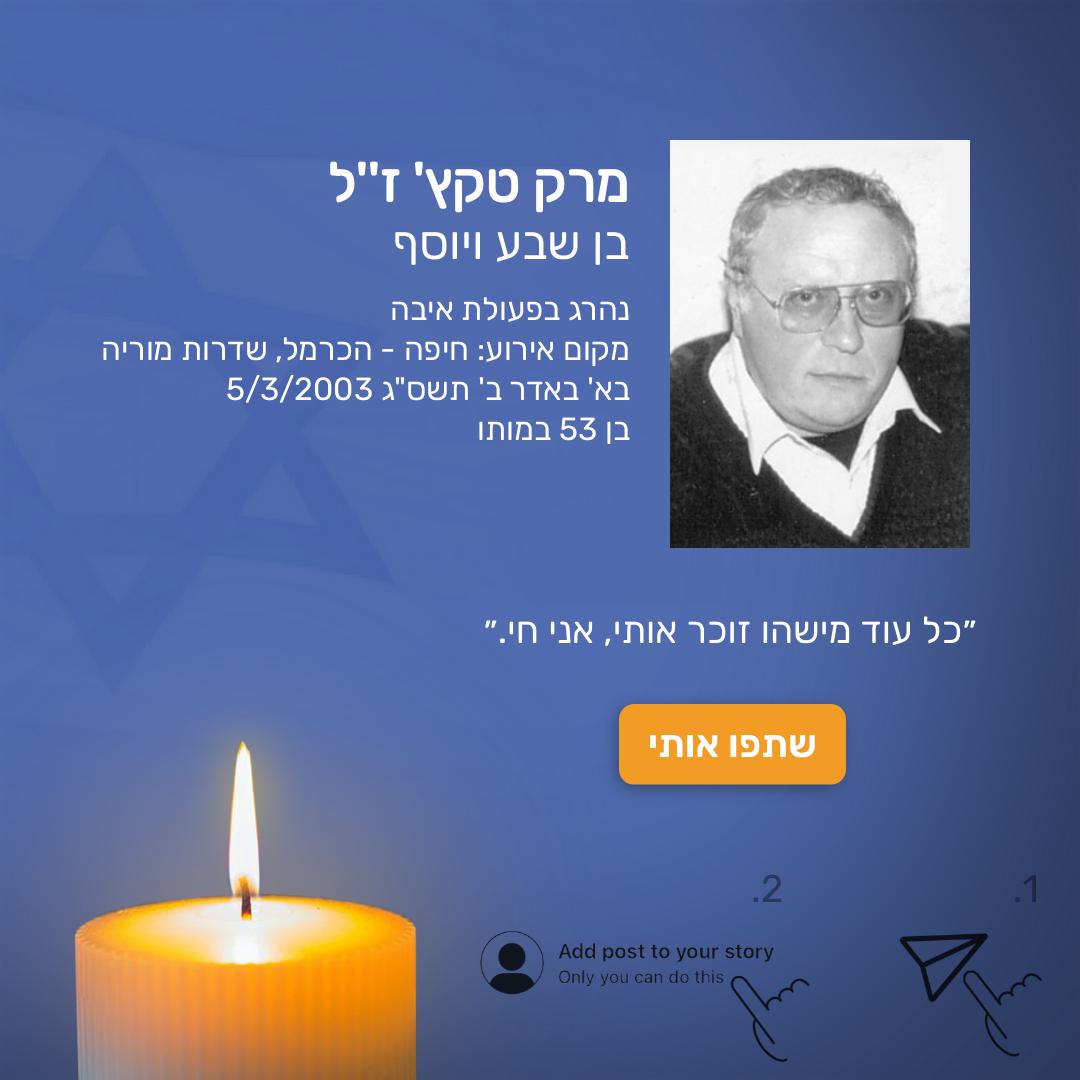 מרק טקץ' ז"ל
בן שבע ויוסף
נהרג בפעולת איבה
מקום אירוע: חיפה - הכרמל, שדרות מוריה
בא' באדר ב' תשס"ג 5/3/2003
בן 53 במותו
״כל עוד מישהו זוכר אותי, אני חי.״
שתפו אותי
1.
2.
Add post to your story
Only you can do this